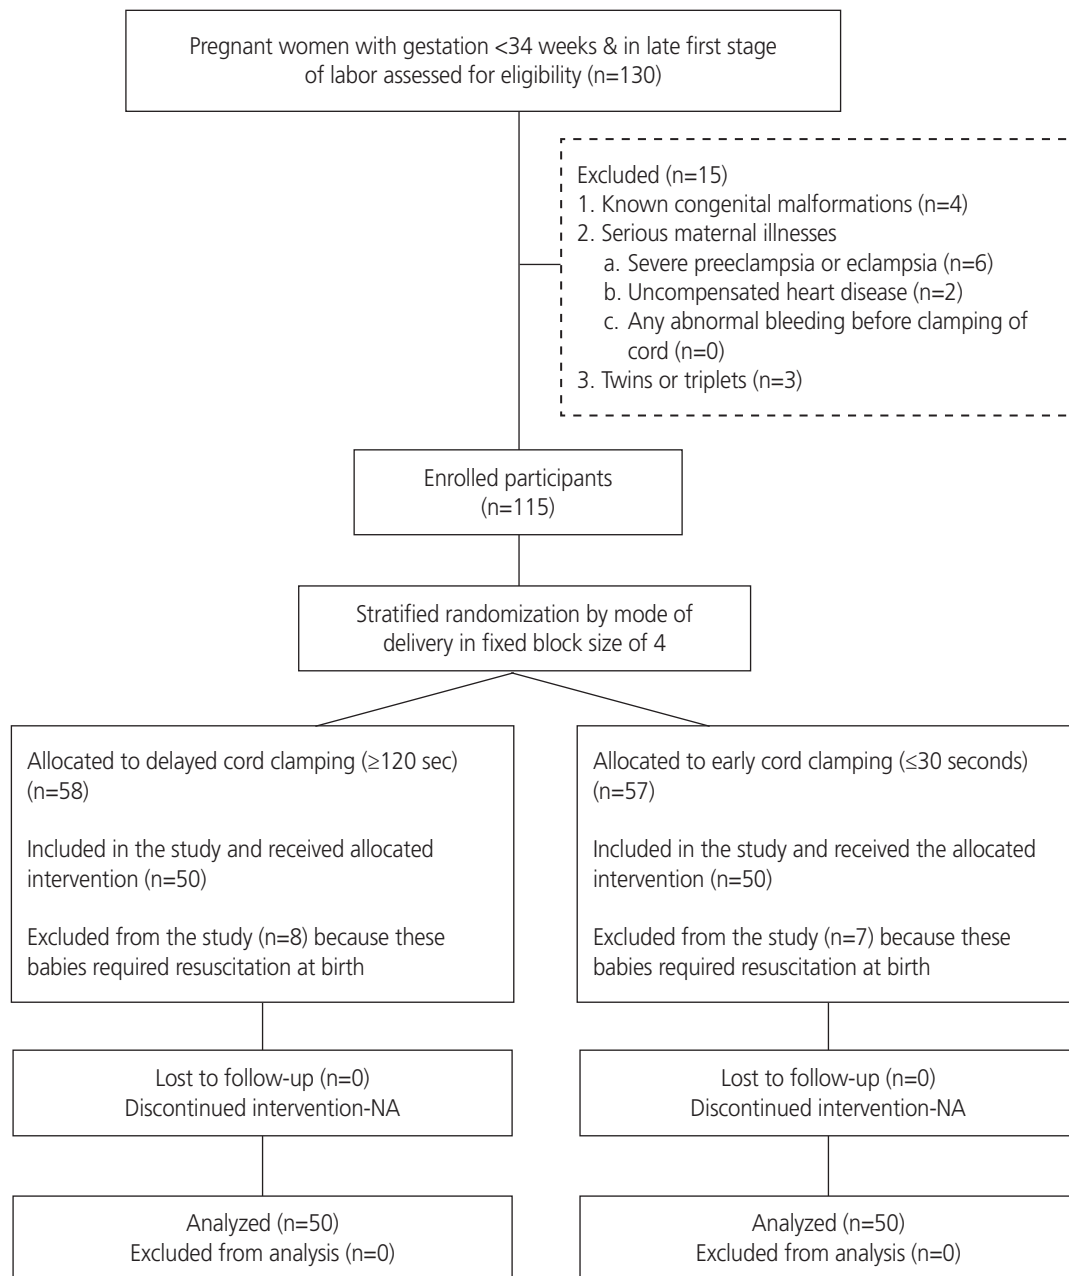 Pregnant women with gestation <34 weeks & in late first stage
of labor assessed for eligibility (n=130)
Excluded (n=15)
1. Known congenital malformations (n=4)
2. Serious maternal illnesses
a. Severe preeclampsia or eclampsia (n=6)
b. Uncompensated heart disease (n=2)
c. Any abnormal bleeding before clamping of
cord (n=0)
3. Twins or triplets (n=3)
Enrolled participants
(n=115)
Stratified randomization by mode of
delivery in fixed block size of 4
Allocated to delayed cord clamping (≥120 sec)
(n=58)
Included in the study and received allocated
intervention (n=50)
Excluded from the study (n=8) because these
babies required resuscitation at birth
Allocated to early cord clamping (≤30 seconds)
(n=57)
Included in the study and received the allocated
intervention (n=50)
Excluded from the study (n=7) because these
babies required resuscitation at birth
Lost to follow-up (n=0)
Discontinued intervention-NA
Lost to follow-up (n=0)
Discontinued intervention-NA
Analyzed (n=50)
Excluded from analysis (n=0)
Analyzed (n=50)
Excluded from analysis (n=0)